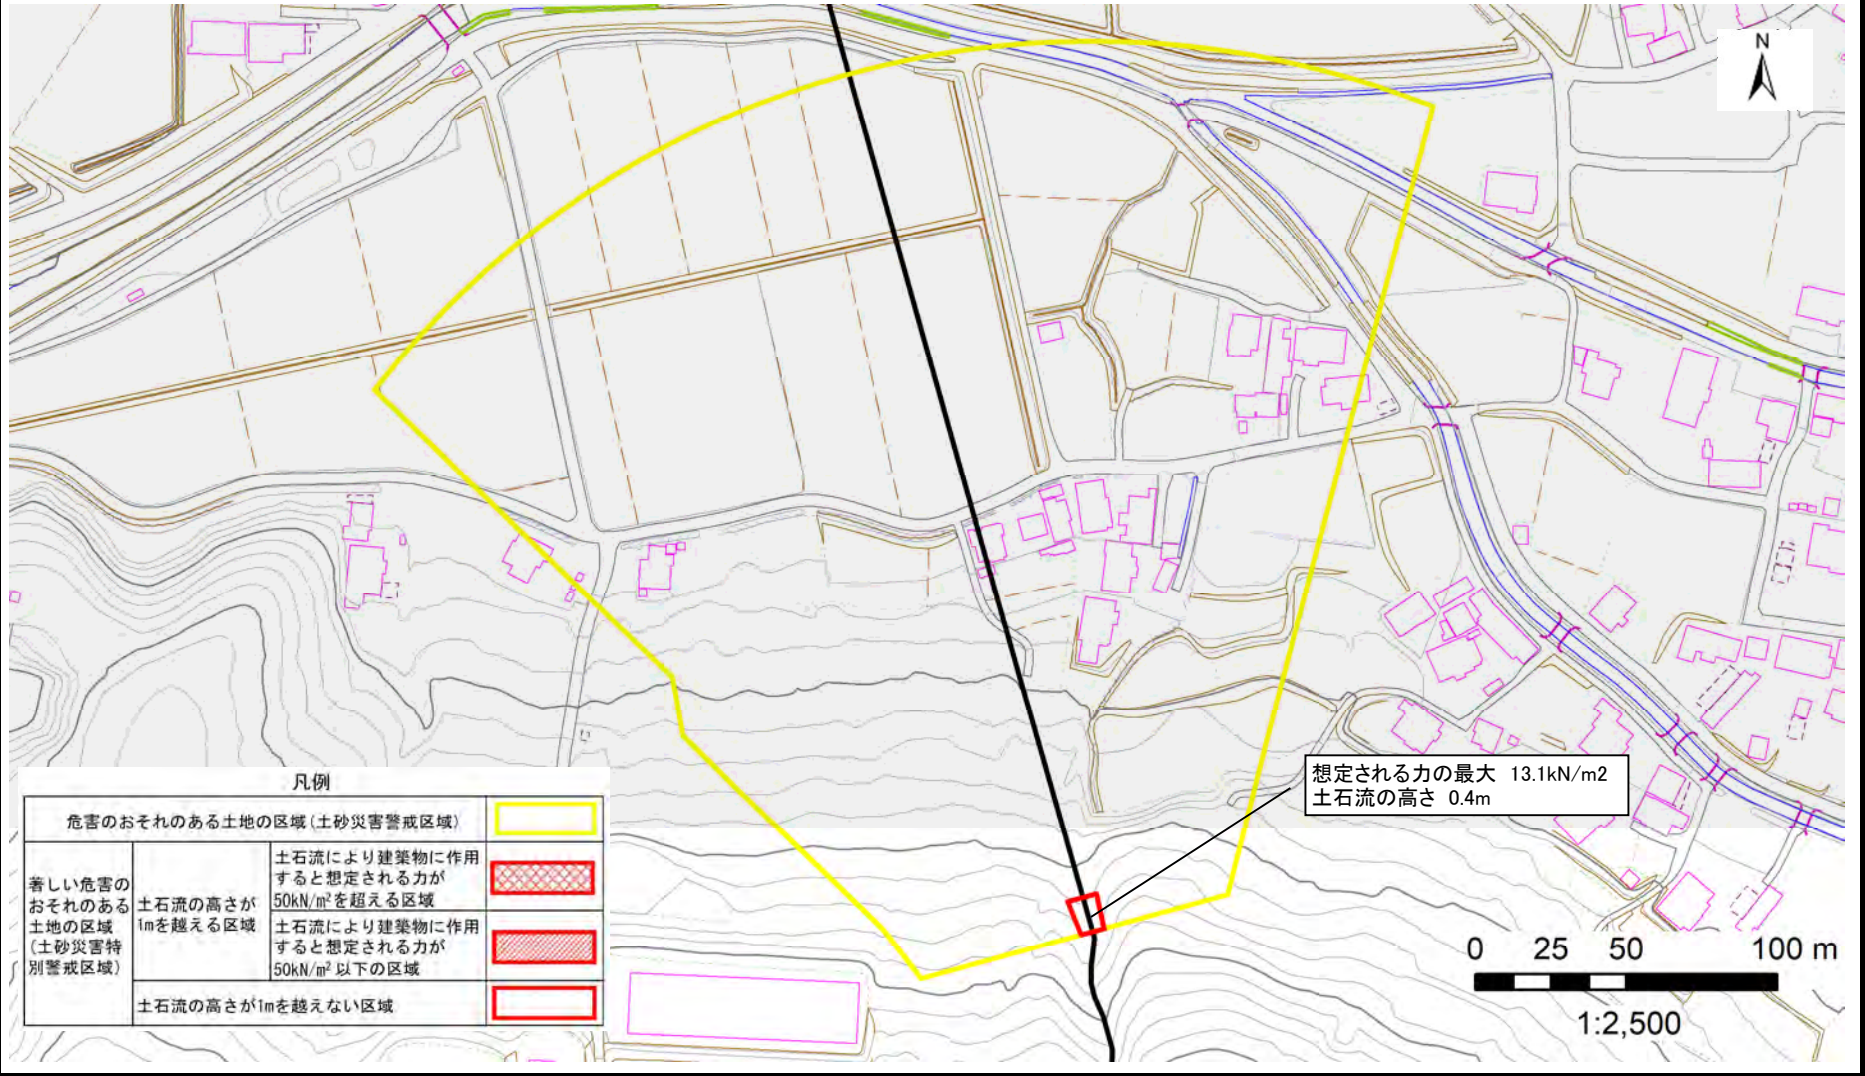 N
想定される力の最大 13.1kN/m2
土石流の高さ 0.4m
凡例
危害のおそれのある土地の区域(土砂災害警戒区域)
著しい危害の
おそれのある
土地の区域
(土砂災害特
別警戒区域)
土石流の高さが
1mを越える区域
土石流により建築物に作用
すると想定される力が
50kN/㎡を超える区域
土石流により建築物に作用
すると想定される力が
50kN/㎡以下の区域
土石流の高さが1mを越えない区域
0 25 50 100 m
1:2,500